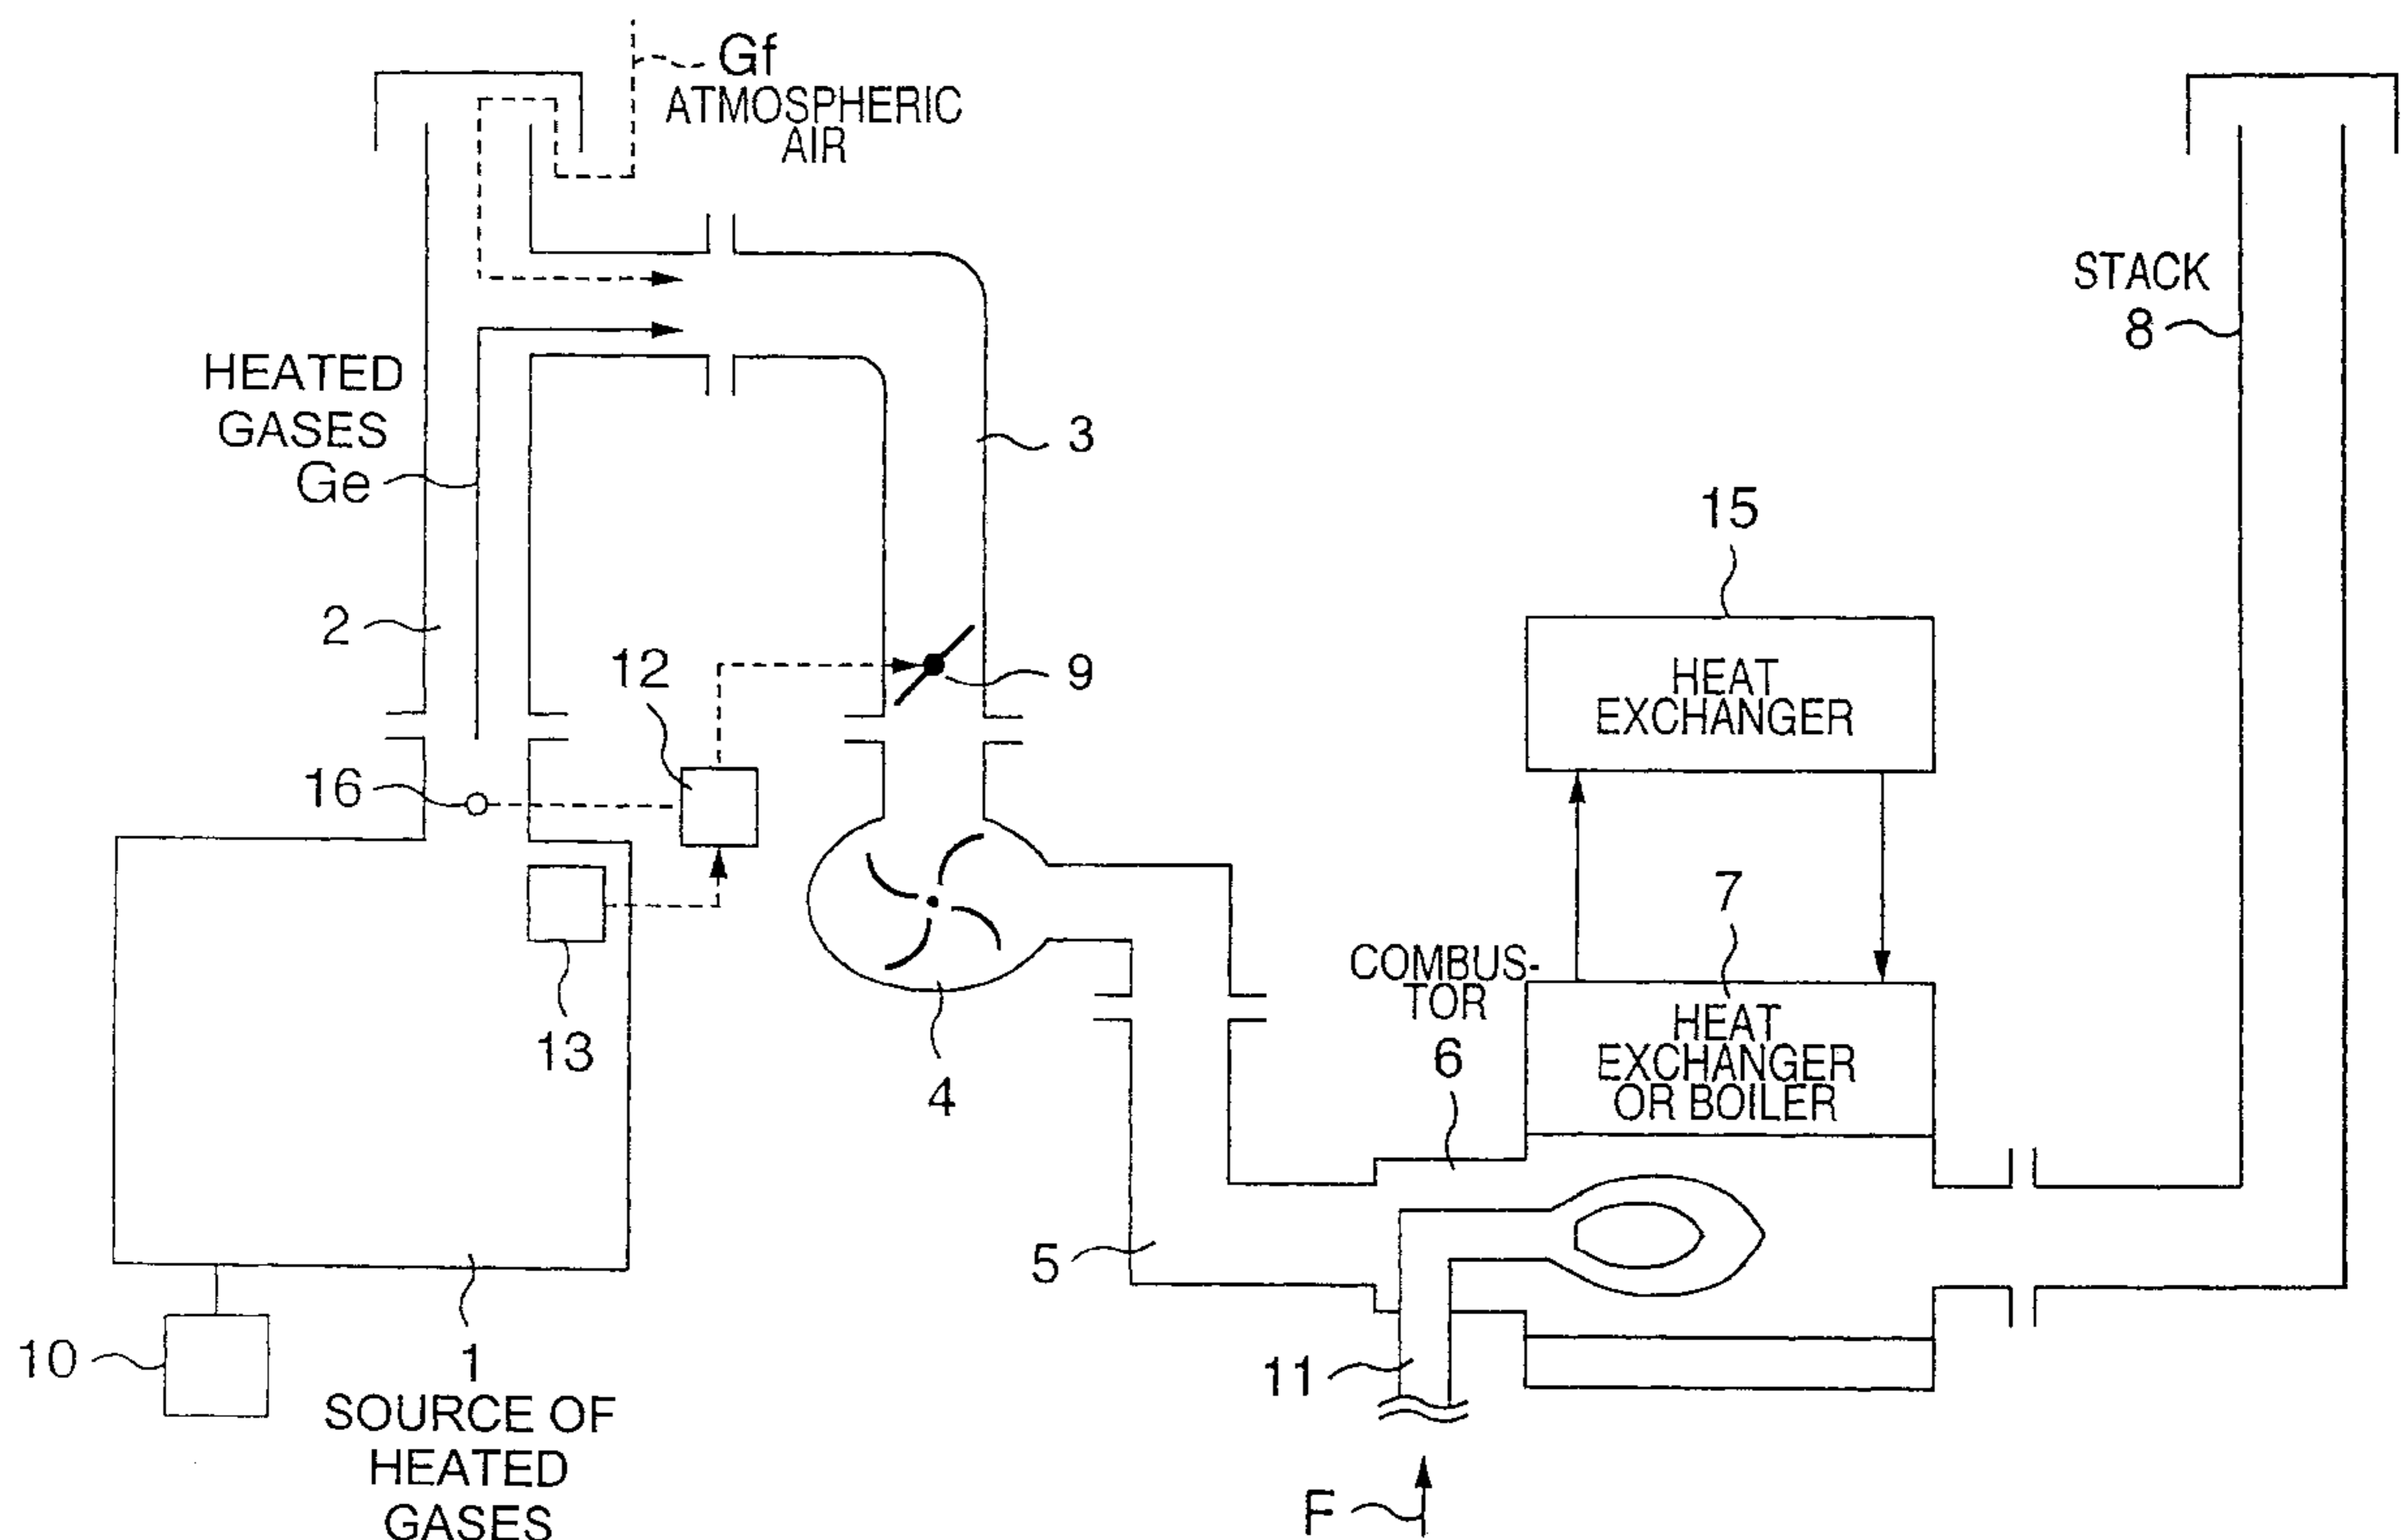 Gf
ATMOSPHERIC
AIR
STACK
8
HEATED
GASES
Ge
3
15
2
12
9
HEAT
EXCHANGER
16
7
COMBUS-
TOR
6
13
4
HEAT
EXCHANGER
OR BOILER
5
10
1
11
SOURCE OF
HEATED
GASES
F